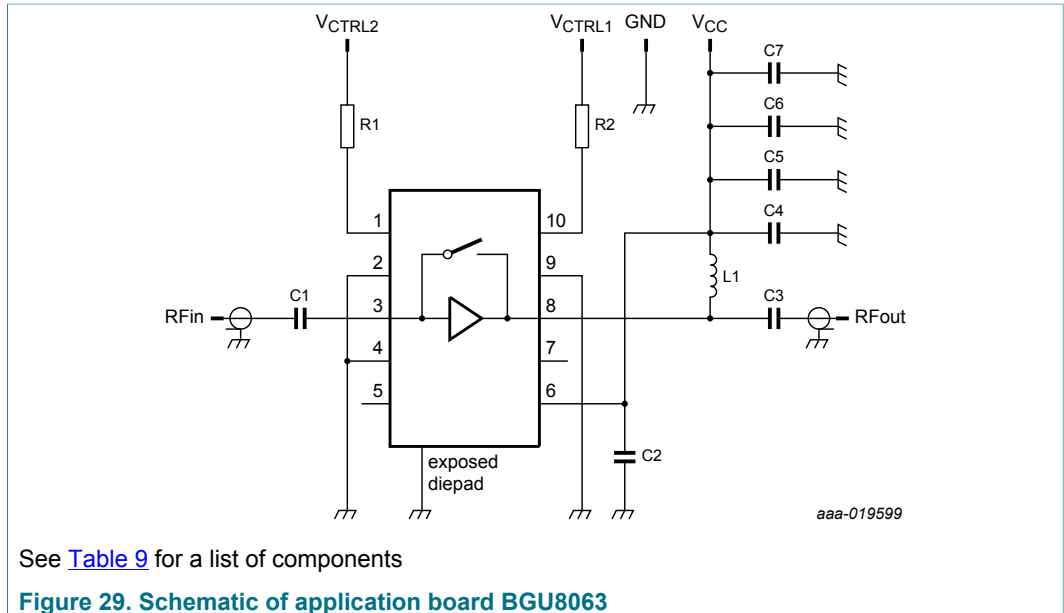 VCTRL2
VCTRL1
GND
VCC
C7
C6
C5
C4
R1
R2
1
10
2
9
3
8
4
7
5
6
L1
C1
C3
RFin
RFout
C2
exposed
diepad
aaa-019599
See Table 9 for a list of components
Figure 29. Schematic of application board BGU8063